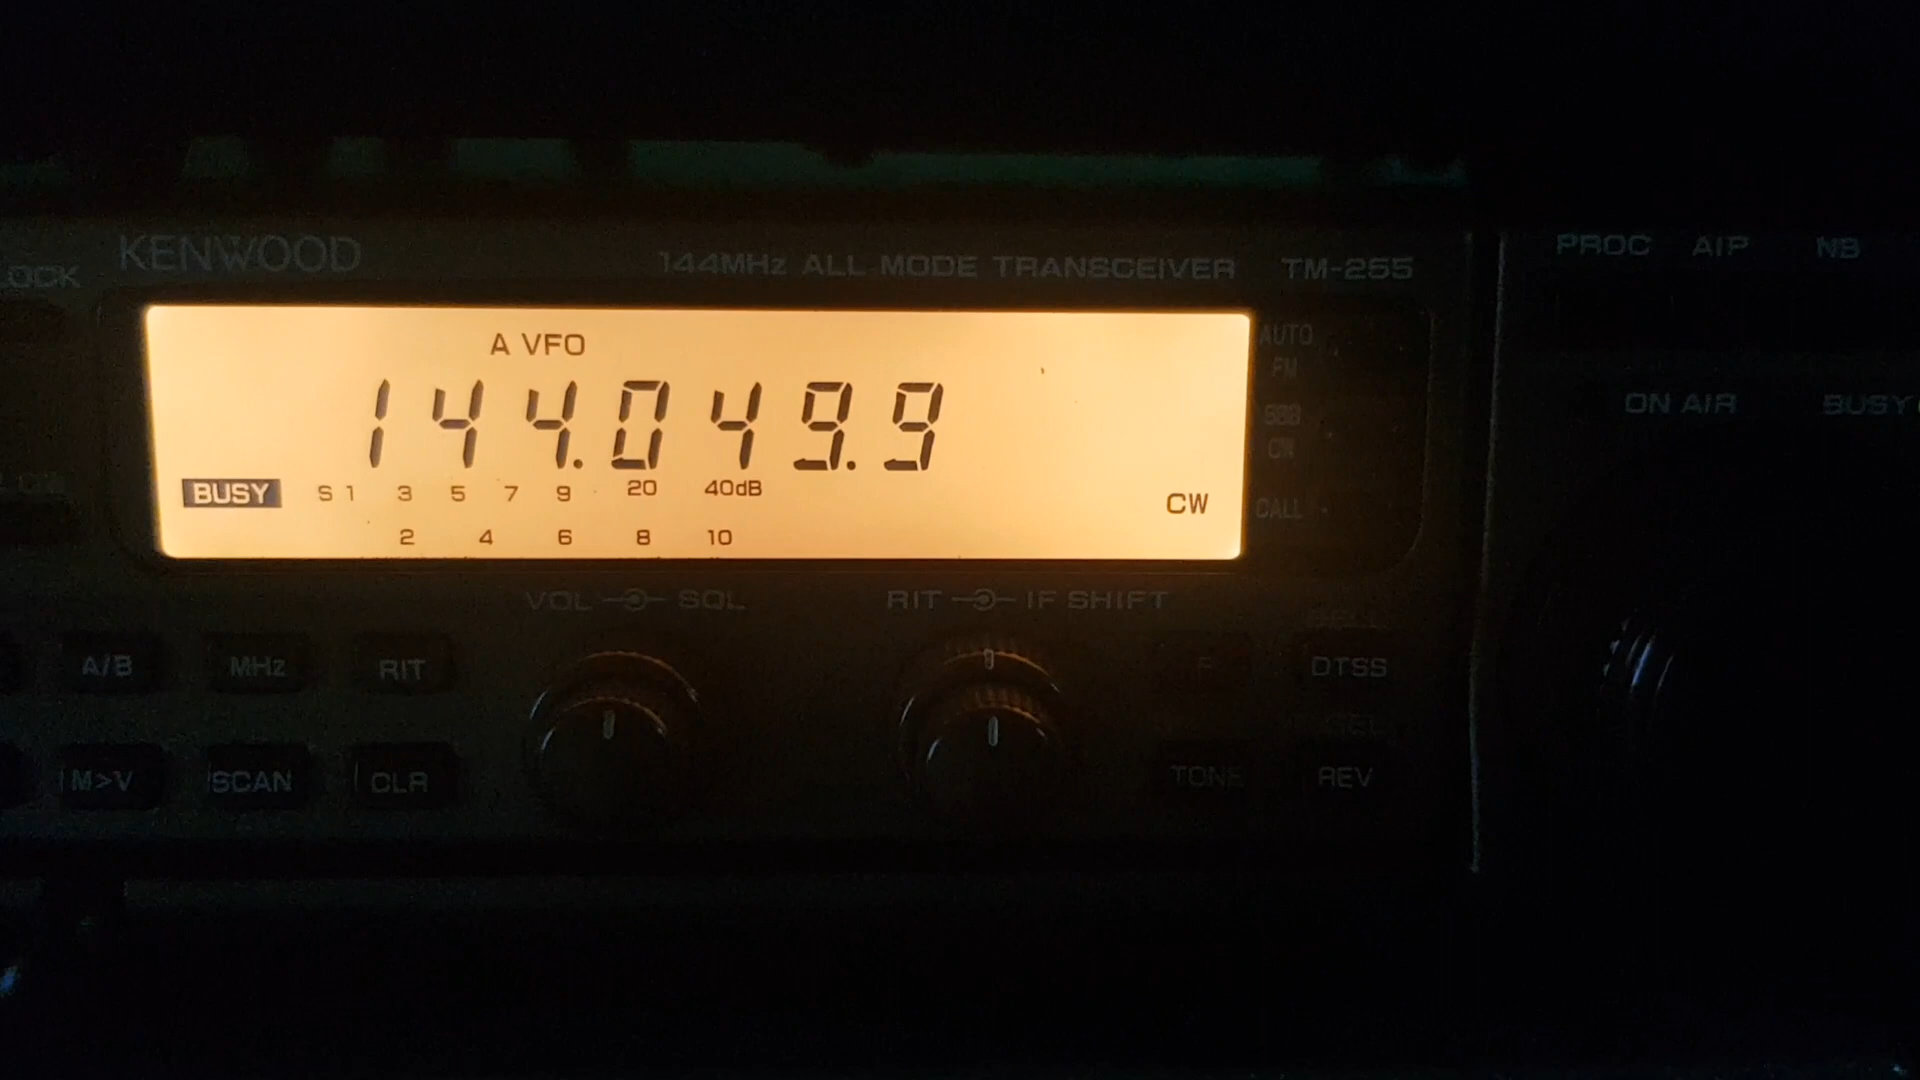 LOCK KENWOOD 144MHz ALL MODE TRANSCEIVER TM-255 PROC AIP NB
A VFO AUTO
FM
144.049.9 ON AIR BUSY
BUSY S 1 3 5 7 9 20 40dB CW CALL
2 4 6 8 10
VOL SQL RIT IF SHIFT
A/B MHz RIT F DTSS
M>V SCAN CLR TONE REV